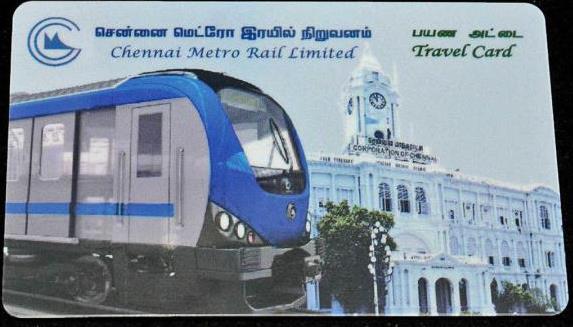 சென்னை மெட்ரோ இரயில் நிறுவனம்
Chennai Metro Rail Limited
பயண அட்டை
Travel Card
CORPORATION OF CHENNAI